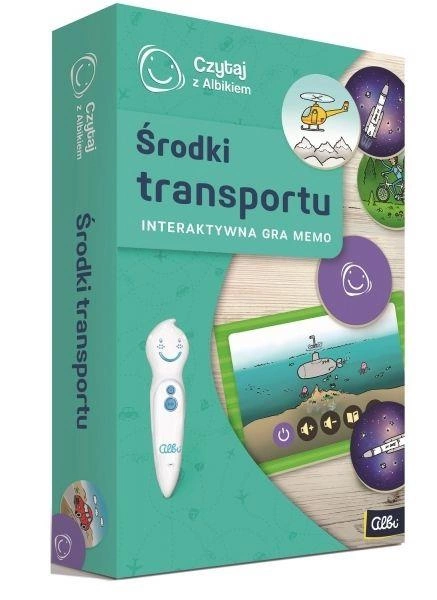 Czytaj
z Albikiem
Środki
transportu
INTERAKTYWNA GRA MEMO
Czytaj
z Albikiem
Środki transportu
albi
albi